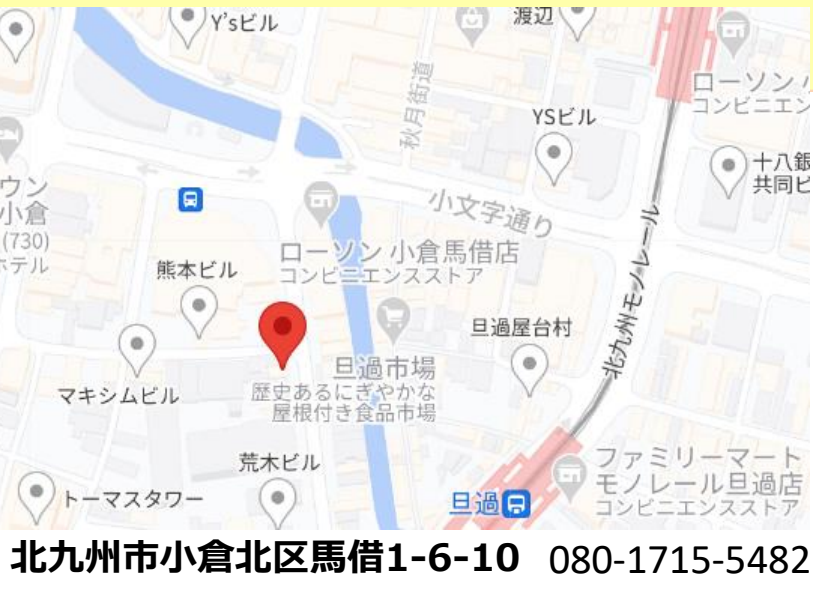 Y'sビル
渡辺
秋月街道
ローソン 小
コンビニエン
YSビル
十八銀
共同ビ
ウン
小倉
(730)
ホテル
小文字通り
北九州モノレール
ローソン 小倉馬借店
コンビニエンスストア
熊本ビル
旦過屋台村
旦過市場
歴史あるにぎやかな
屋根付き食品市場
マキシムビル
荒木ビル
ファミリーマート
モノレール旦過店
コンビニエンスストア
トーマスタワー
旦過
北九州市小倉北区馬借1-6-10 080-1715-5482